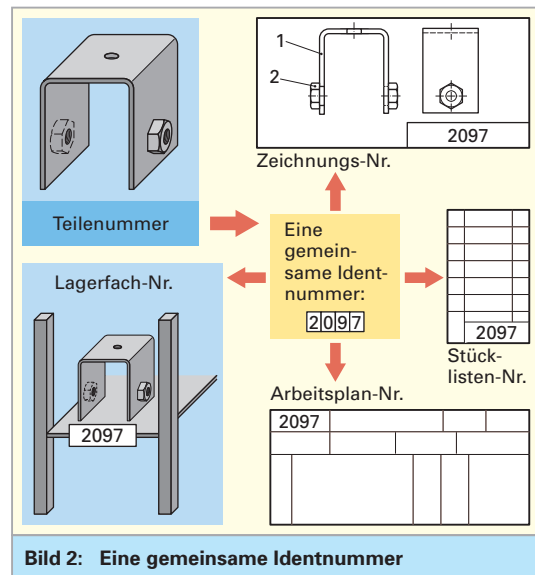 1
2
2097
Zeichnungs-Nr.
Teilenummer
Eine
gemein-
same Ident-
nummer:
2097
Lagerfach-Nr.
2097
2097
Stück-
listen-Nr.
Arbeitsplan-Nr.
2097
Bild 2: Eine gemeinsame Identnummer